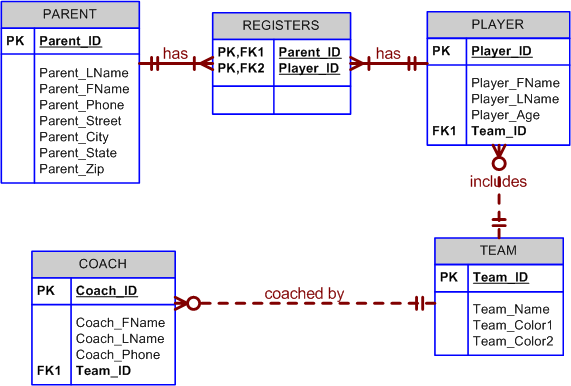 PARENT
PK Parent_ID
Parent_LName
Parent_FName
Parent_Phone
Parent_Street
Parent_City
Parent_State
Parent_Zip
has
REGISTERS
PK,FK1 Parent_ID
PK,FK2 Player_ID
has
PLAYER
PK Player_ID
Player_FName
Player_LName
Player_Age
FK1 Team_ID
includes
TEAM
PK Team_ID
Team_Name
Team_Color1
Team_Color2
coached by
COACH
PK Coach_ID
Coach_FName
Coach_LName
Coach_Phone
FK1 Team_ID